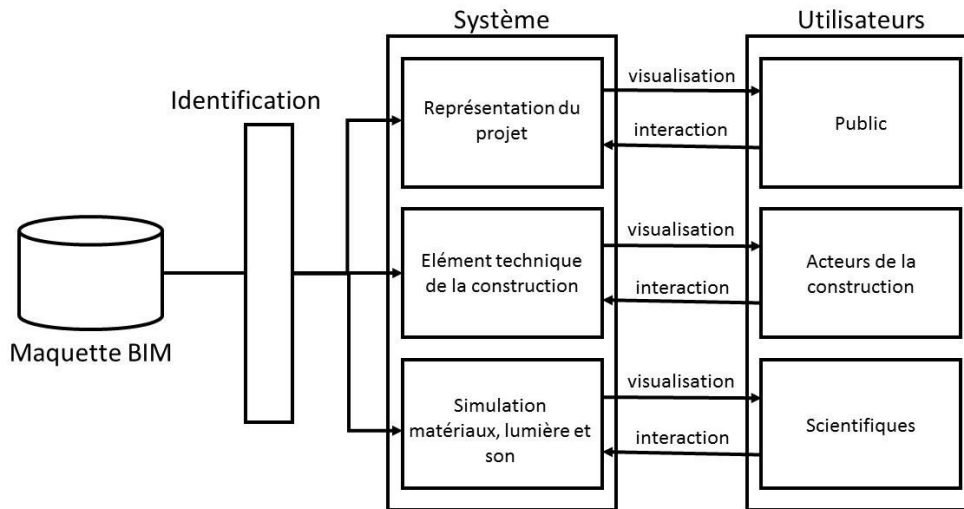 Système
Utilisateurs
Identification
Maquette BIM
Représentation du
projet
visualisation
interaction
Public
Elément technique
de la construction
visualisation
interaction
Acteurs de la
construction
Simulation
matériaux, lumière et
son
visualisation
interaction
Scientifiques